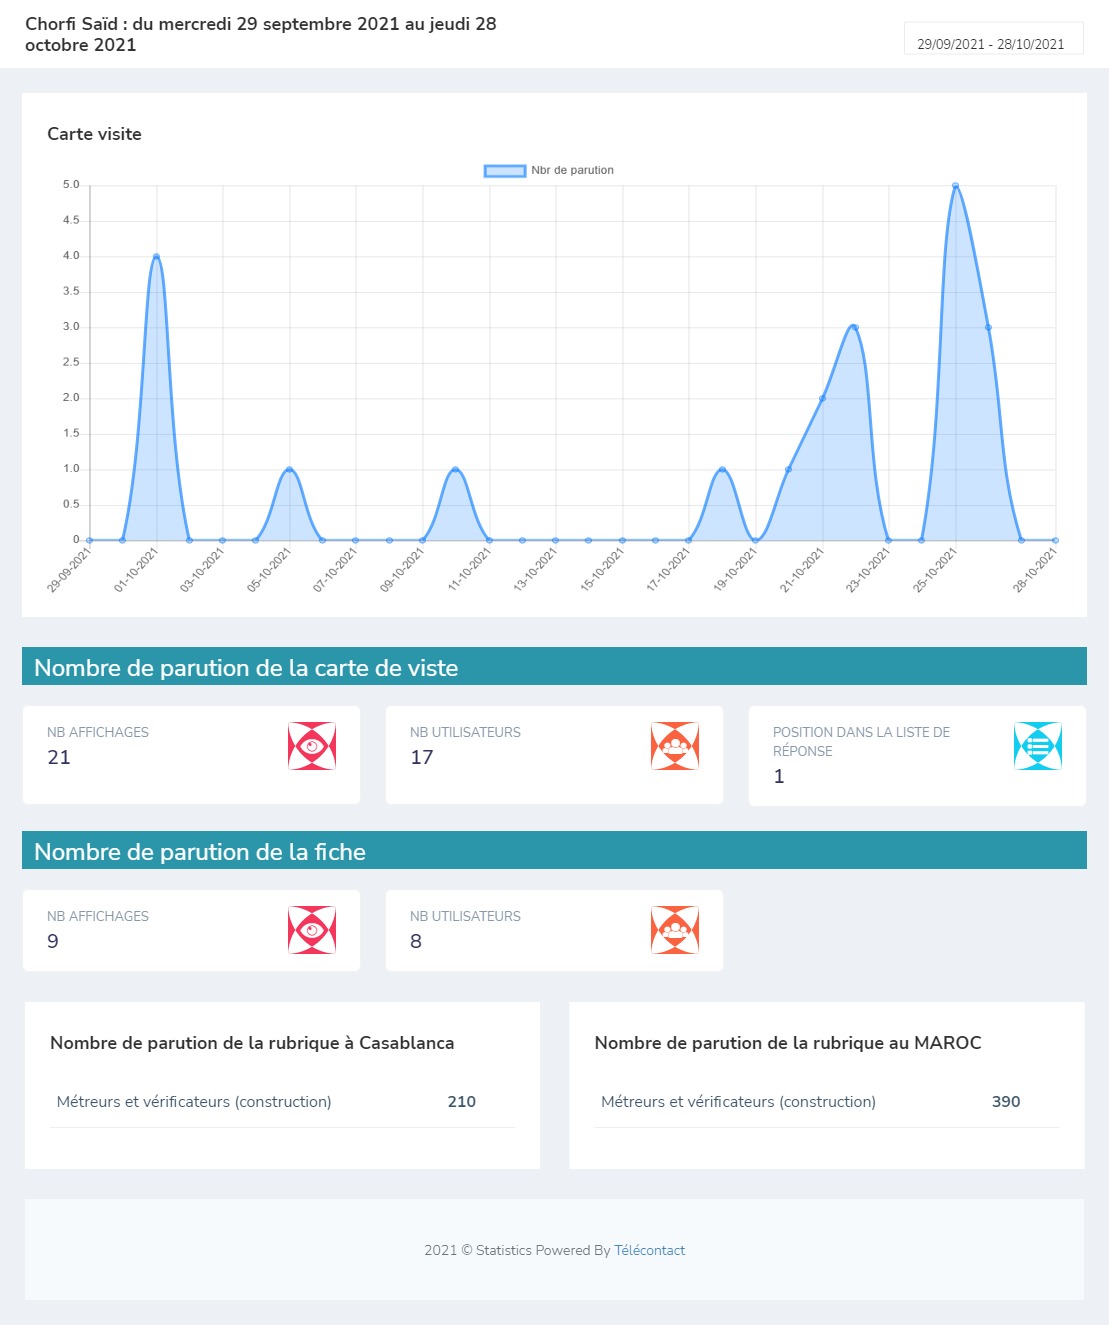 Chorfi Saïd : du mercredi 29 septembre 2021 au jeudi 28
octobre 2021
29/09/2021 - 28/10/2021
Carte visite
Nbr de parution
5.0
4.5
4.0
3.5
3.0
2.5
2.0
1.5
1.0
0.5
0
29-09-2021
01-10-2021
03-10-2021
05-10-2021
07-10-2021
09-10-2021
11-10-2021
13-10-2021
15-10-2021
17-10-2021
19-10-2021
21-10-2021
23-10-2021
25-10-2021
28-10-2021
Nombre de parution de la carte de viste
NB AFFICHAGES
21
NB UTILISATEURS
17
POSITION DANS LA LISTE DE
RÉPONSE
1
Nombre de parution de la fiche
NB AFFICHAGES
9
NB UTILISATEURS
8
Nombre de parution de la rubrique à Casablanca
Métreurs et vérificateurs (construction) 210
Nombre de parution de la rubrique au MAROC
Métreurs et vérificateurs (construction) 390
2021 © Statistics Powered By Télécontact